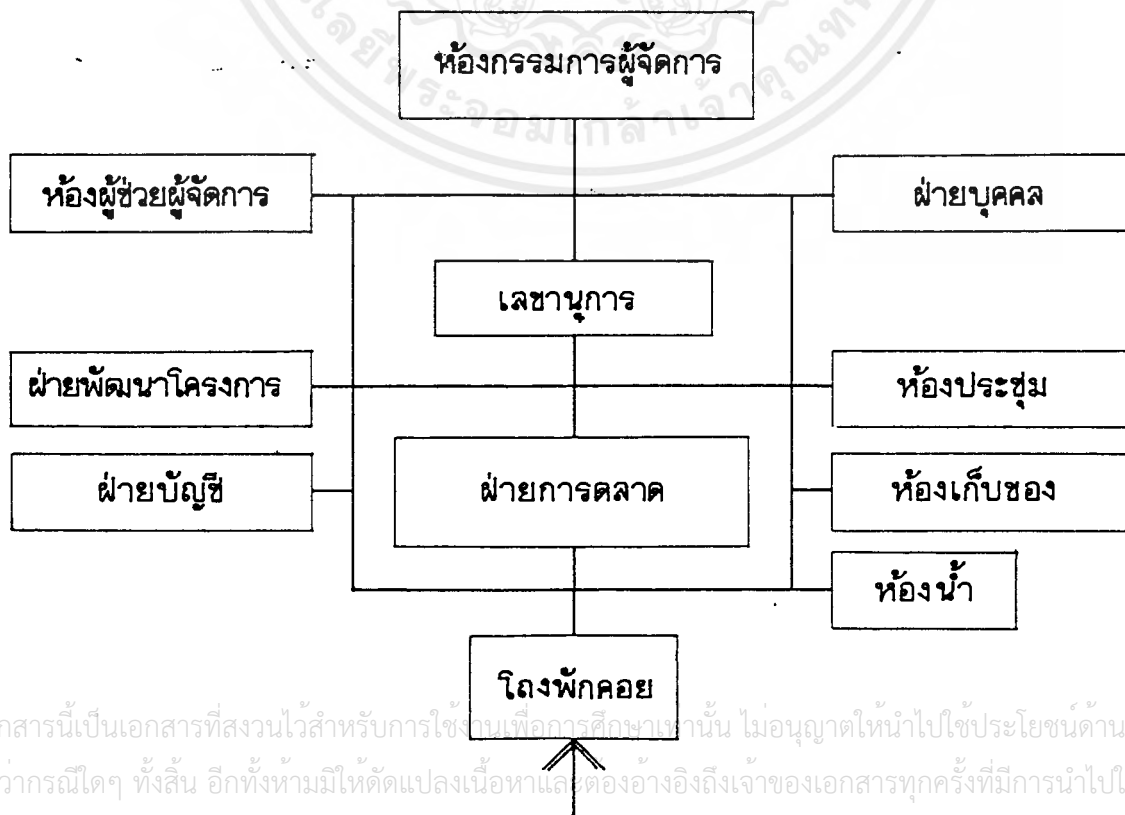 ห้องกรรมการผู้จัดการ
ห้องผู้ช่วยผู้จัดการ
ฝ่ายบุคคล
เลขานุการ
ฝ่ายพัฒนาโครงการ
ห้องประชุม
ฝ่ายบัญชี
ฝ่ายการตลาด
ห้องเก็บของ
ห้องน้ำ
โถงพักคอย
กสารนี้เป็นเอกสารที่สงวนไว้สำหรับการใช้งานเพื่อการศึกษาเท่านั้น ไม่อนุญาตให้นำไปใช้ประโยชน์ด้าน
ว่ากรณีใดๆ ทั้งสิ้น อีกทั้งห้ามมิให้ดัดแปลงเนื้อหาและต้องอ้างอิงถึงเจ้าของเอกสารทุกครั้งที่มีการนำไปใ